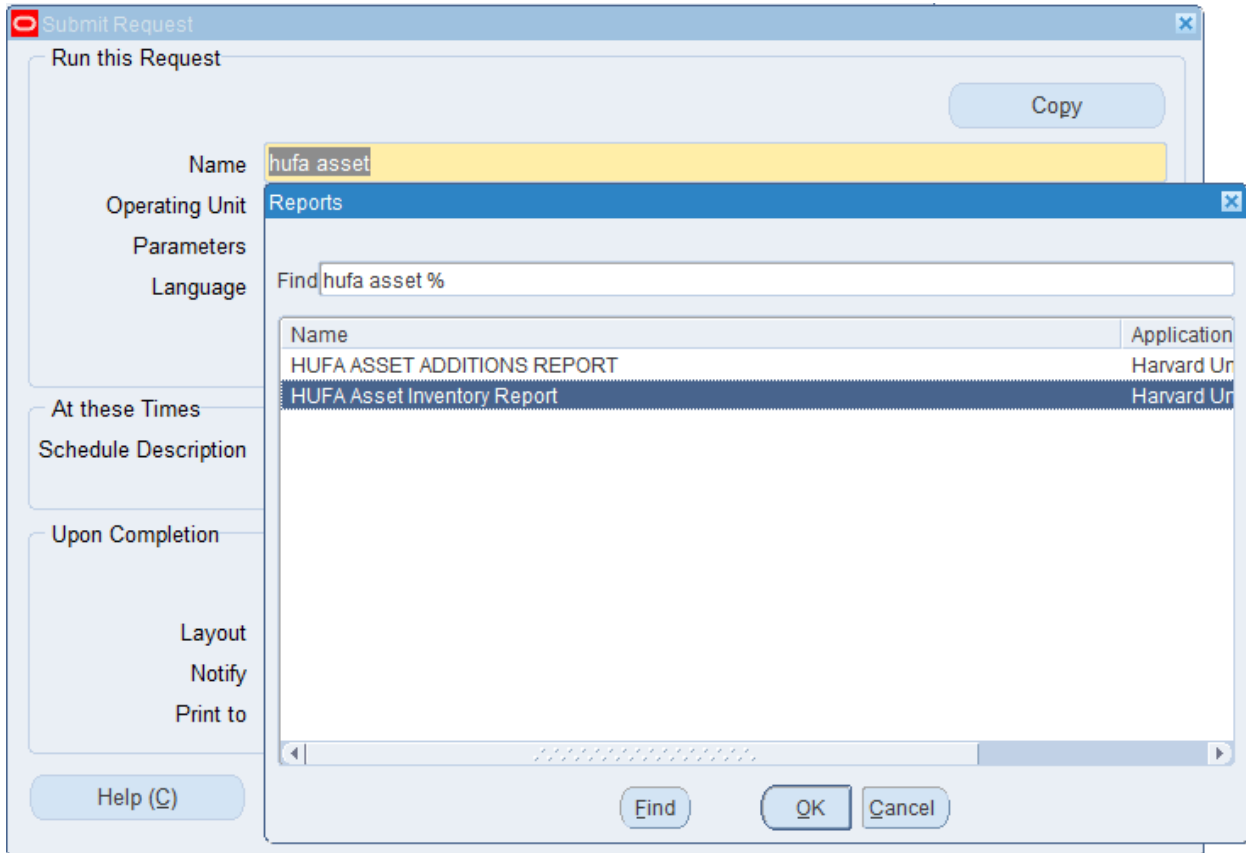 Submit Request
Run this Request
Copy
Name hufa asset
Operating Unit
Parameters
Language
Reports
Find hufa asset %
Name Application
HUFA ASSET ADDITIONS REPORT Harvard Un
HUFA Asset Inventory Report Harvard Un
At these Times
Schedule Description
Upon Completion
Layout
Notify
Print to
Help (C)
Find OK Cancel